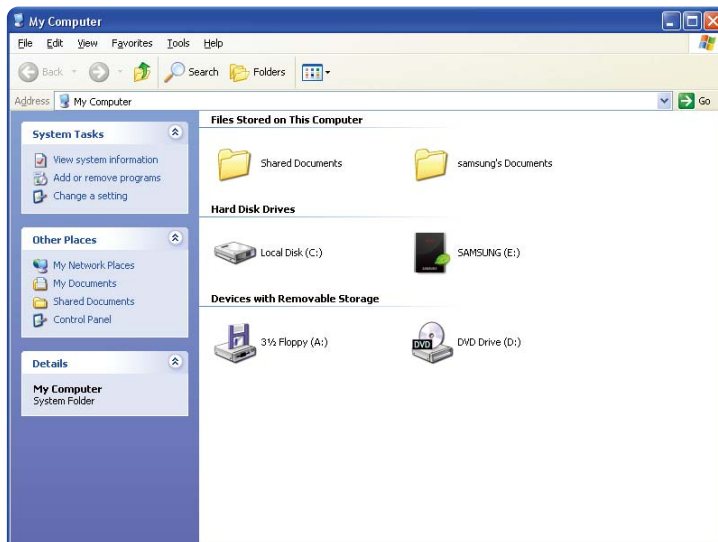 My Computer
File Edit View Favorites Tools Help
Back Search Folders
Address My Computer Go
System Tasks
View system information
Add or remove programs
Change a setting
Other Places
My Network Places
My Documents
Shared Documents
Control Panel
Details
My Computer
System Folder
Files Stored on This Computer
Shared Documents samsung's Documents
Hard Disk Drives
Local Disk (C:) SAMSUNG (E:)
SAMSUNG
Devices with Removable Storage
3½ Floppy (A:) DVD Drive (D:)
DVD